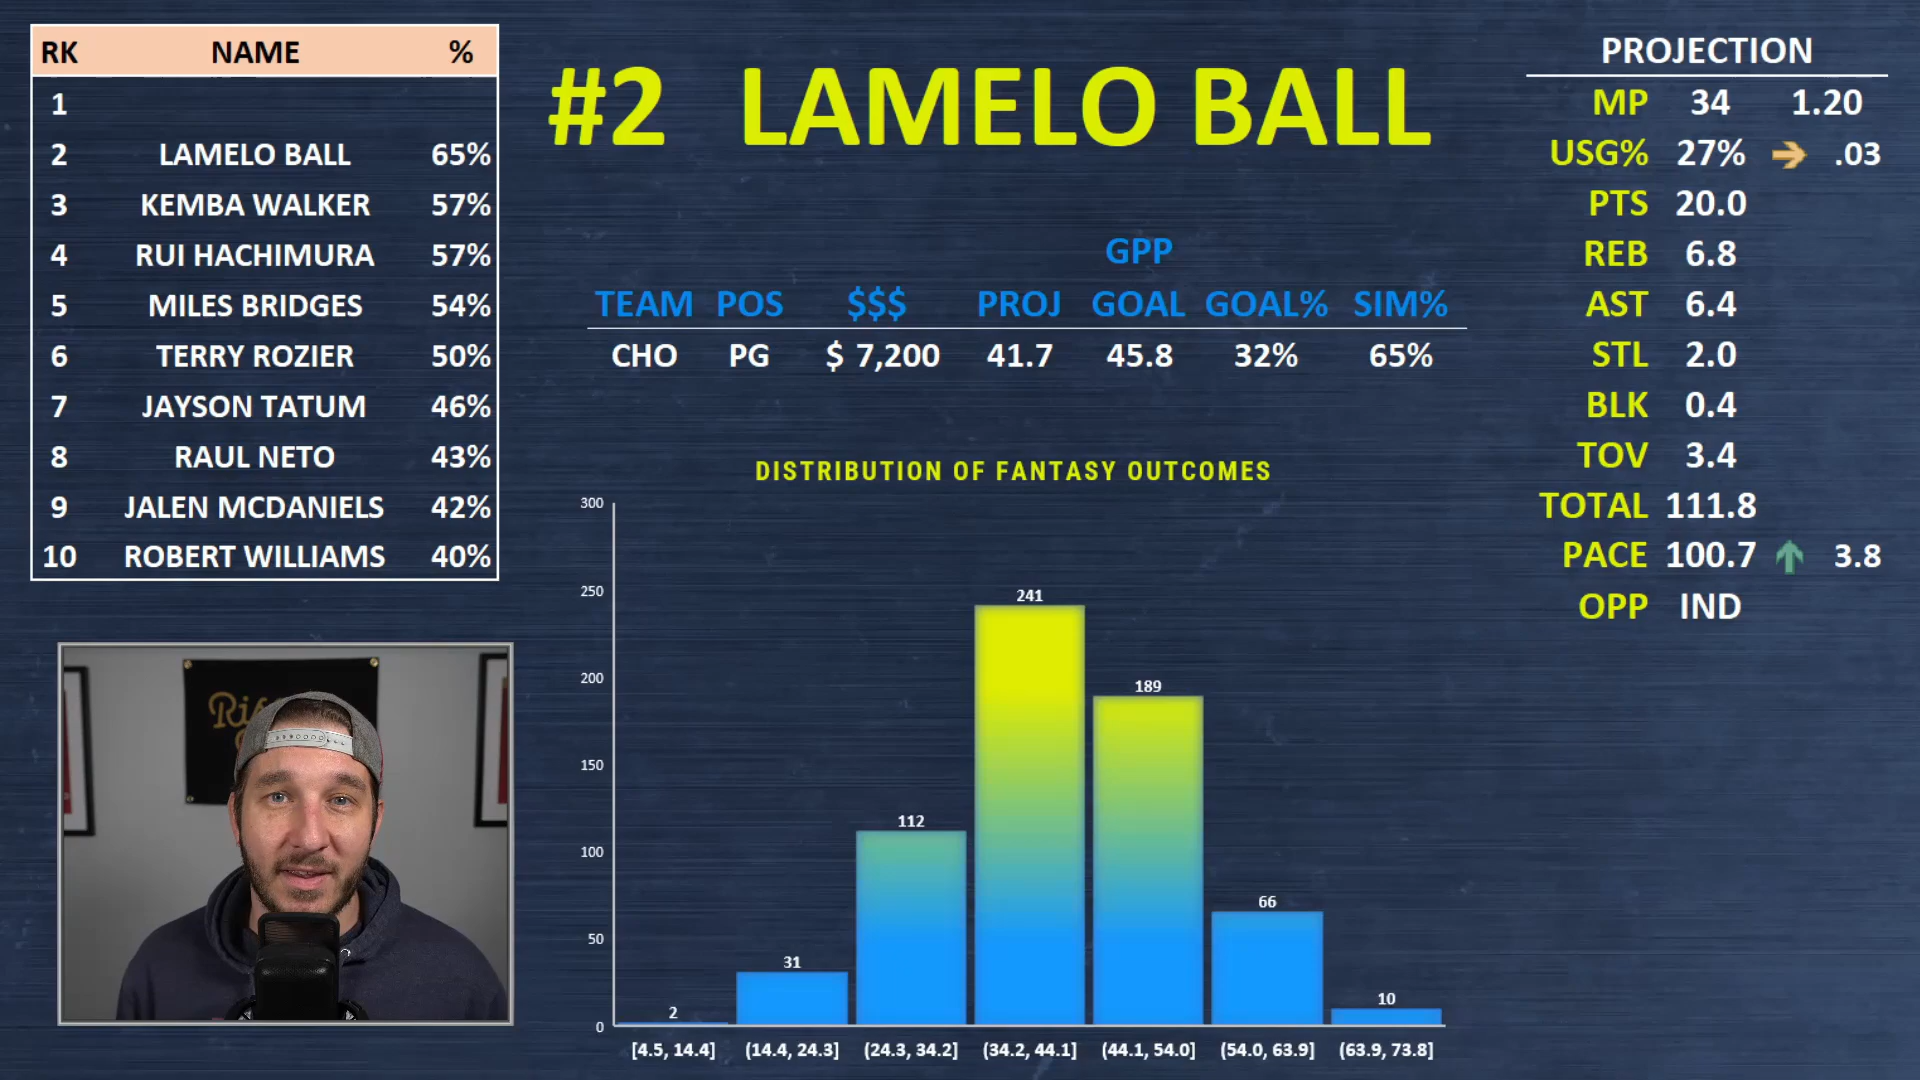 RK NAME %
1
2 LAMELO BALL 65%
3 KEMBA WALKER 57%
4 RUI HACHIMURA 57%
5 MILES BRIDGES 54%
6 TERRY ROZIER 50%
7 JAYSON TATUM 46%
8 RAUL NETO 43%
9 JALEN MCDANIELS 42%
10 ROBERT WILLIAMS 40%
#2 LAMELO BALL
GPP
TEAM POS $$$ PROJ GOAL GOAL% SIM%
CHO PG $ 7,200 41.7 45.8 32% 65%
DISTRIBUTION OF FANTASY OUTCOMES
300
250
200
150
100
50
0
2
31
112
241
189
66
10
[4.5, 14.4] (14.4, 24.3] (24.3, 34.2] (34.2, 44.1] (44.1, 54.0] (54.0, 63.9] (63.9, 73.8]
PROJECTION
MP 34 1.20
USG% 27% .03
PTS 20.0
REB 6.8
AST 6.4
STL 2.0
BLK 0.4
TOV 3.4
TOTAL 111.8
PACE 100.7 3.8
OPP IND